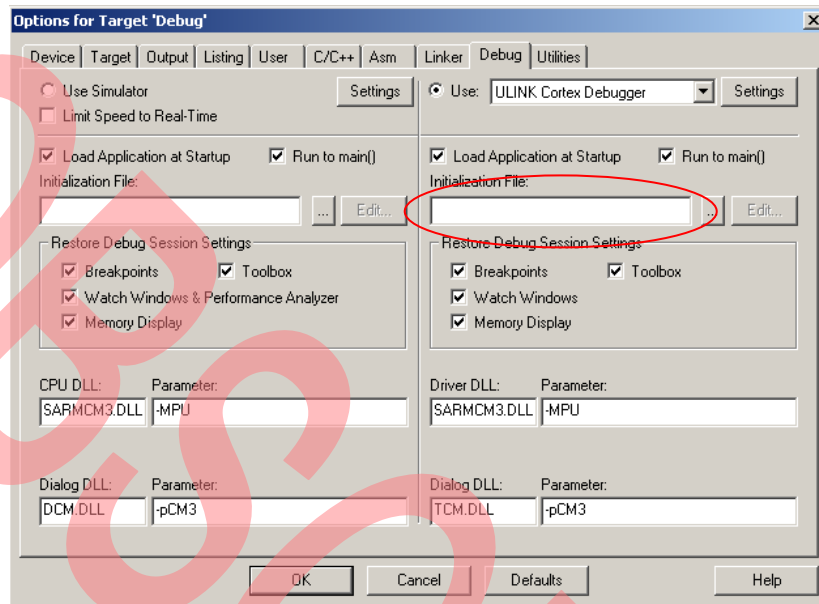 Options for Target 'Debug'
Device Target Output Listing User C/C++ Asm Linker Debug Utilities
Use Simulator Settings
Limit Speed to Real-Time
Use: ULINK Cortex Debugger Settings
Load Application at Startup Run to main()
Initialization File:
... Edit...
Load Application at Startup Run to main()
Initialization File:
... Edit...
Restore Debug Session Settings
Breakpoints Toolbox
Watch Windows & Performance Analyzer
Memory Display
Restore Debug Session Settings
Breakpoints Toolbox
Watch Windows
Memory Display
CPU DLL: Parameter:
SARMCM3.DLL -MPU
Driver DLL: Parameter:
SARMCM3.DLL -MPU
Dialog DLL: Parameter:
DCM.DLL -pCM3
Dialog DLL: Parameter:
TCM.DLL -pCM3
OK Cancel Defaults Help